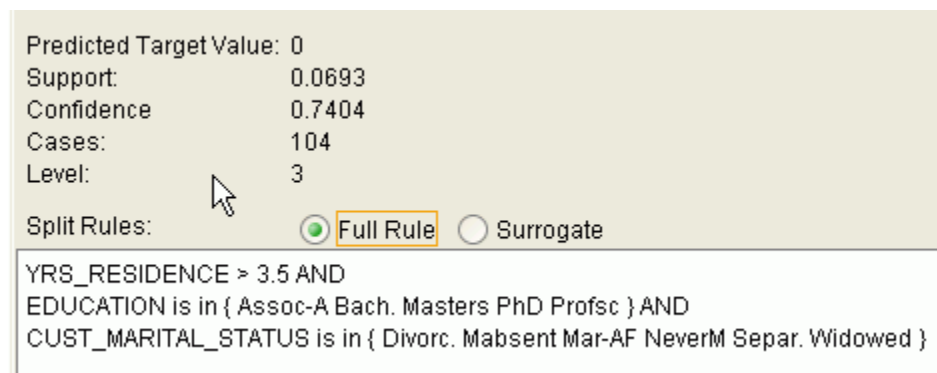 Predicted Target Value: 0
Support: 0.0693
Confidence 0.7404
Cases: 104
Level: 3
Split Rules: Full Rule Surrogate
YRS_RESIDENCE > 3.5 AND
EDUCATION is in { Assoc-A Bach. Masters PhD Profsc } AND
CUST_MARITAL_STATUS is in { Divorc. Mabsent Mar-AF NeverM Separ. Widowed }